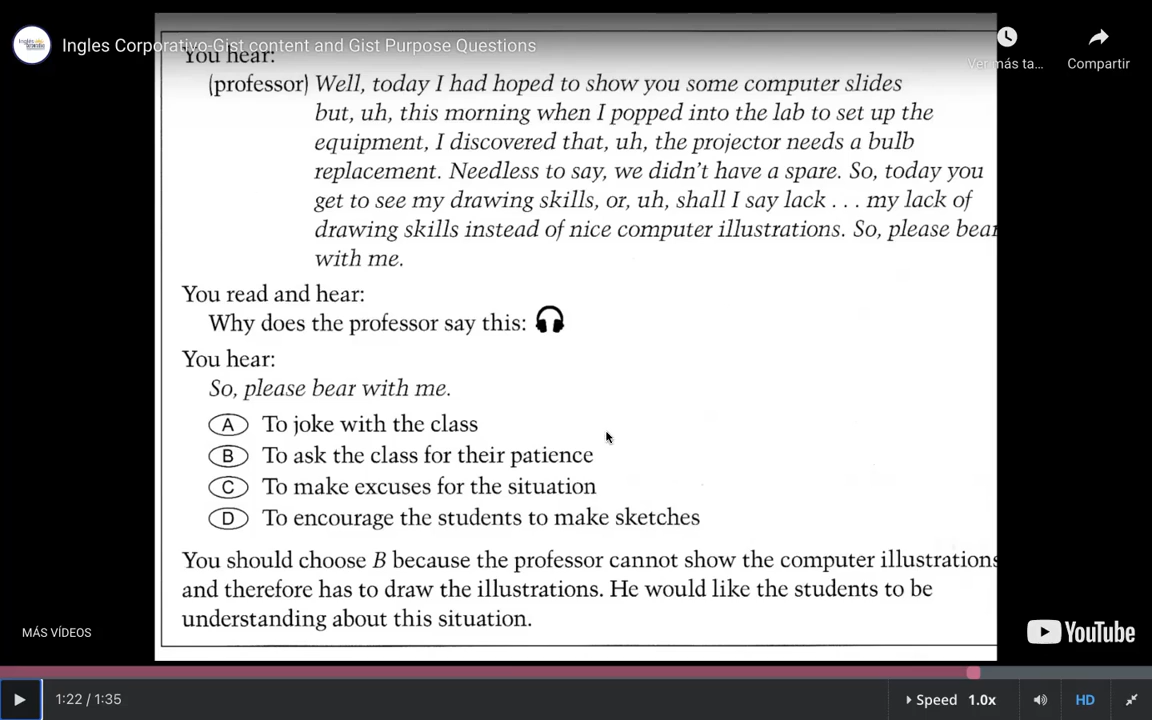 Ingles Corporativo-Gist content and Gist Purpose Questions
Ver más ta...
Compartir
You hear:
(professor) Well, today I had hoped to show you some computer slides
but, uh, this morning when I popped into the lab to set up the
equipment, I discovered that, uh, the projector needs a bulb
replacement. Needless to say, we didn't have a spare. So, today you
get to see my drawing skills, or, uh, shall I say lack . . . my lack of
drawing skills instead of nice computer illustrations. So, please bear
with me.
You read and hear:
Why does the professor say this:
You hear:
So, please bear with me.
A To joke with the class
B To ask the class for their patience
C To make excuses for the situation
D To encourage the students to make sketches
You should choose B because the professor cannot show the computer illustrations
and therefore has to draw the illustrations. He would like the students to be
understanding about this situation.
MÁS VÍDEOS
YouTube
1:22 / 1:35
Speed 1.0x
HD